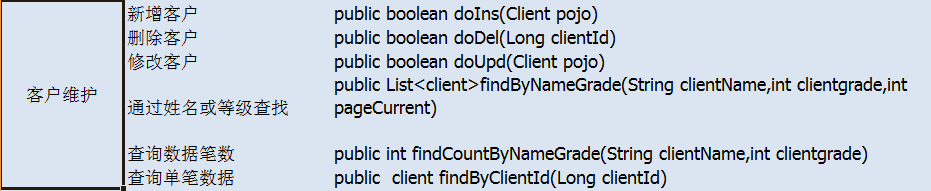 客户维护
新增客户 public boolean doIns(Client pojo)
删除客户 public boolean doDel(Long clientId)
修改客户 public boolean doUpd(Client pojo)
通过姓名或等级查找 public List<client>findByNameGrade(String clientName,int clientgrade,int
pageCurrent)
查询数据笔数 public int findCountByNameGrade(String clientName,int clientgrade)
查询单笔数据 public  client findByClientId(Long clientId)